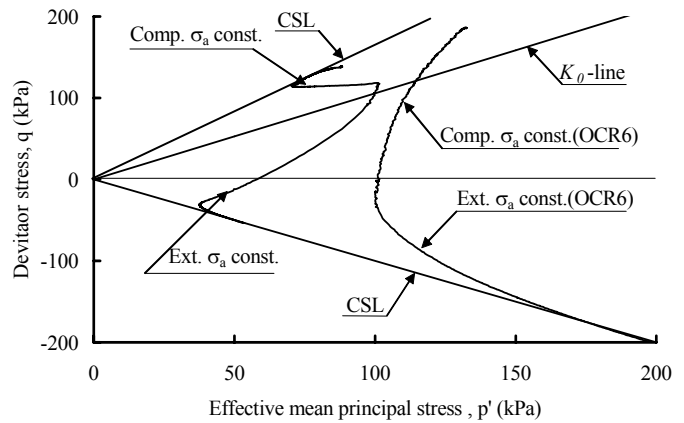 200
CSL
Comp. σa const.
K0-line
100
Comp. σa const.(OCR6)
Devitaor stress, q (kPa)
0
Ext. σa const.(OCR6)
Ext. σa const.
-100
CSL
-200
0 50 100 150 200
Effective mean principal stress , p' (kPa)